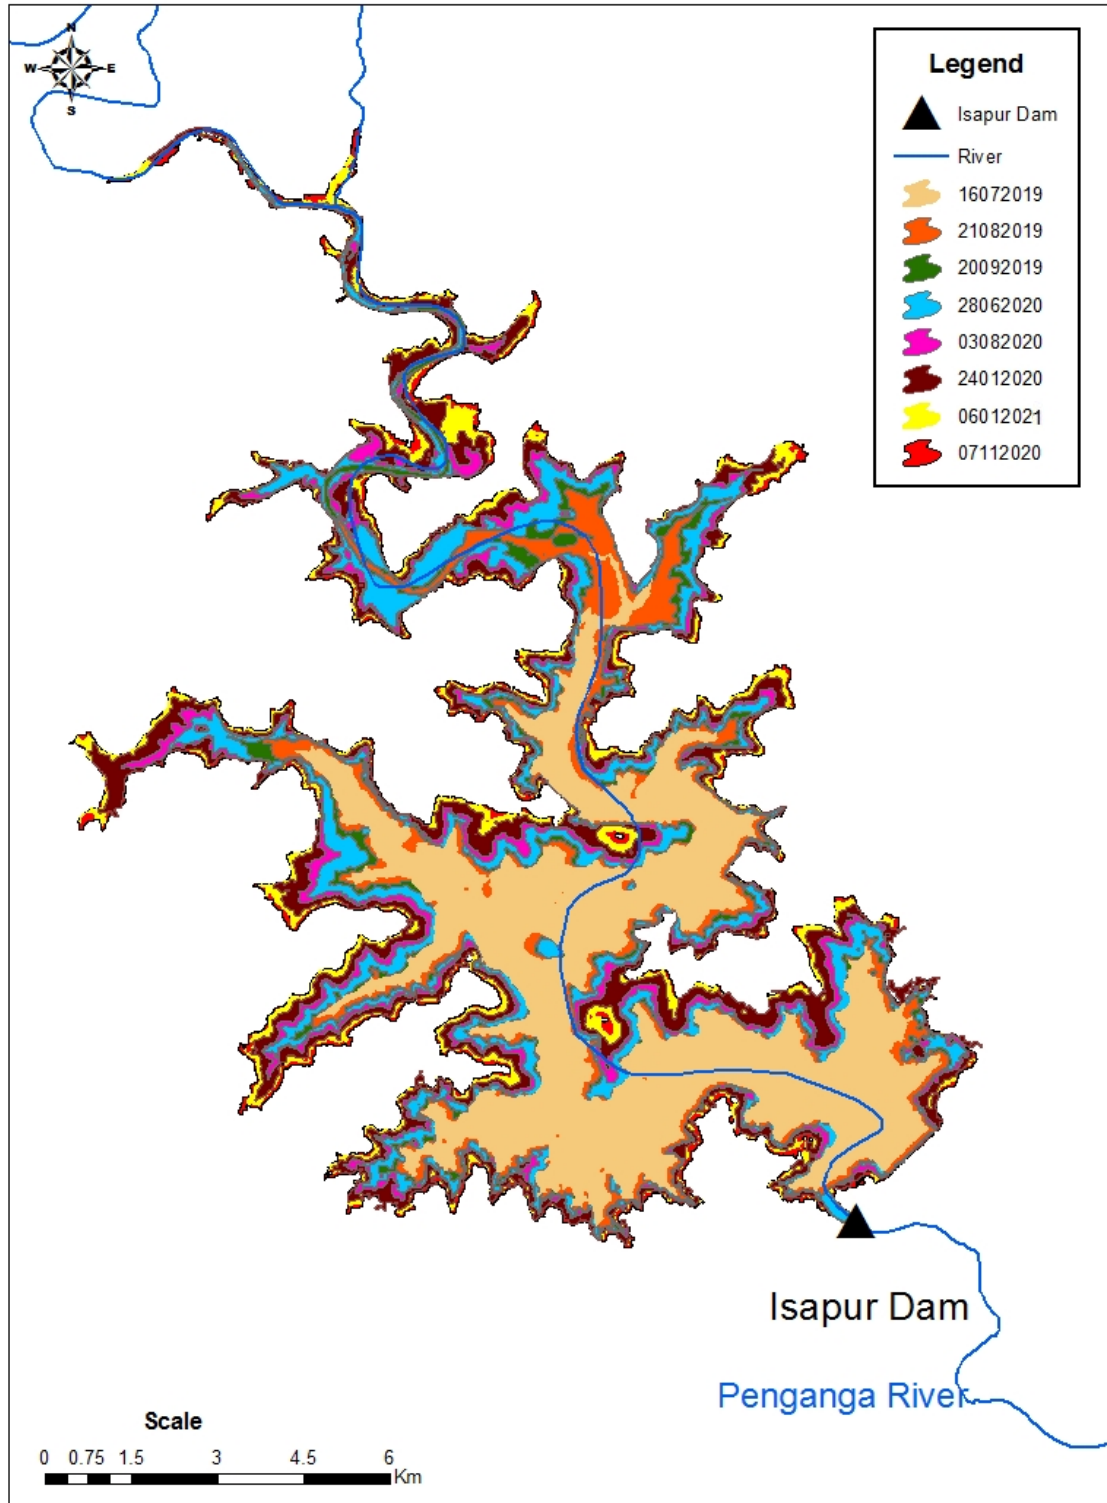 N
W E
S
Legend
Isapur Dam
River
16072019
21082019
20092019
28062020
03082020
24012020
06012021
07112020
Isapur Dam
Penganga River
Scale
0 0.75 1.5 3 4.5 6
Km